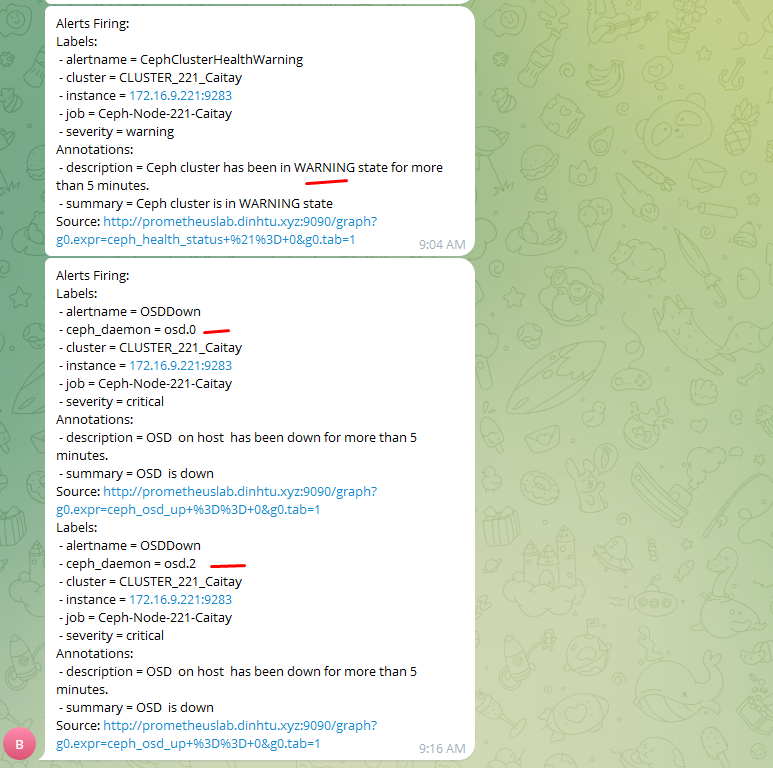 Alerts Firing:
Labels:
- alertname = CephClusterHealthWarning
- cluster = CLUSTER_221_Caitay
- instance = 172.16.9.221:9283
- job = Ceph-Node-221-Caitay
- severity = warning
Annotations:
- description = Ceph cluster has been in WARNING state for more
than 5 minutes.
- summary = Ceph cluster is in WARNING state
Source: http://prometheuslab.dinhtu.xyz:9090/graph?
g0.expr=ceph_health_status+%21%3D+0&g0.tab=1
9:04 AM
Alerts Firing:
Labels:
- alertname = OSDDown
- ceph_daemon = osd.0
- cluster = CLUSTER_221_Caitay
- instance = 172.16.9.221:9283
- job = Ceph-Node-221-Caitay
- severity = critical
Annotations:
- description = OSD  on host  has been down for more than 5
minutes.
- summary = OSD  is down
Source: http://prometheuslab.dinhtu.xyz:9090/graph?
g0.expr=ceph_osd_up+%3D%3D+0&g0.tab=1
Labels:
- alertname = OSDDown
- ceph_daemon = osd.2
- cluster = CLUSTER_221_Caitay
- instance = 172.16.9.221:9283
- job = Ceph-Node-221-Caitay
- severity = critical
Annotations:
- description = OSD  on host  has been down for more than 5
minutes.
- summary = OSD  is down
Source: http://prometheuslab.dinhtu.xyz:9090/graph?
g0.expr=ceph_osd_up+%3D%3D+0&g0.tab=1
9:16 AM
B